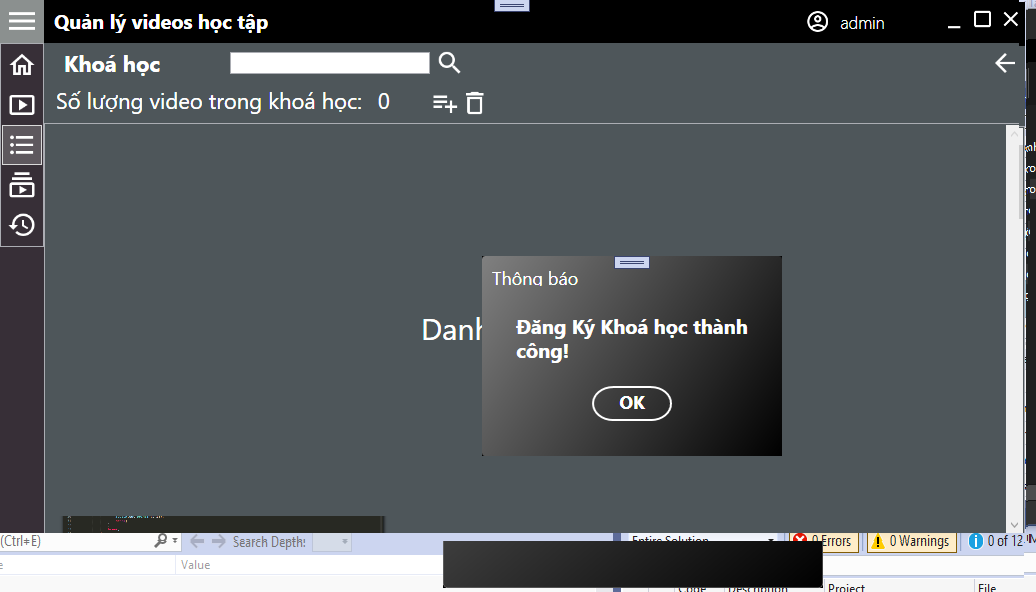 Quản lý videos học tập
admin
Khoá học
Số lượng video trong khoá học: 0
Thông báo
Danh
Đăng Ký Khoá học thành
công!
OK
(Ctrl+E)
Search Depth:
Entire Solution
0 Errors
0 Warnings
0 of 12
Value
Code
Description
Project
File